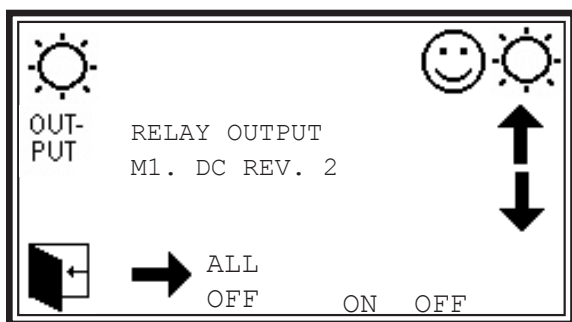 OUT-
PUT
RELAY OUTPUT
M1. DC REV. 2
ALL
OFF
ON OFF